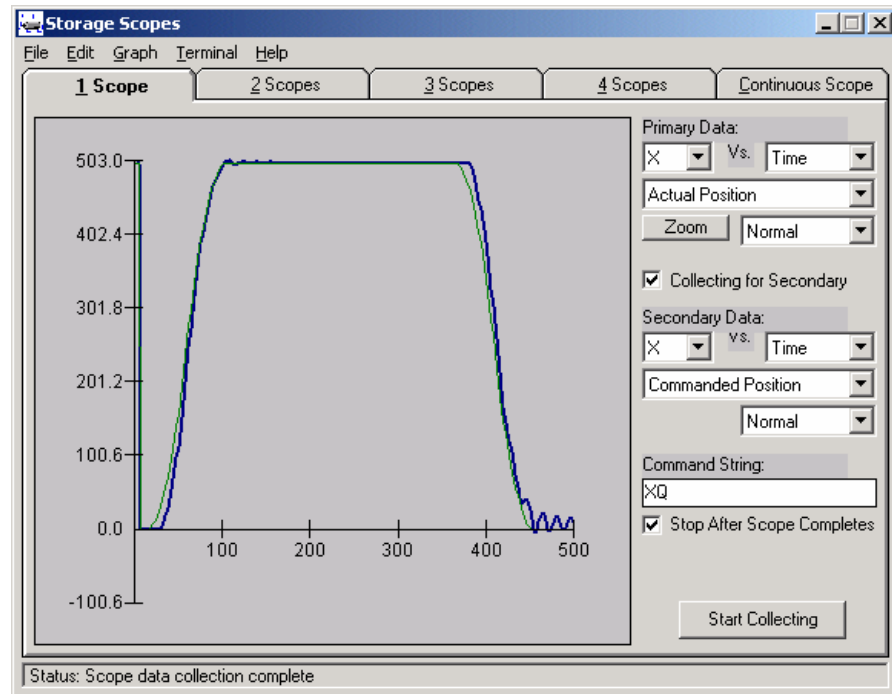 Storage Scopes
File Edit Graph Terminal Help
1 Scope 2 Scopes 3 Scopes 4 Scopes Continuous Scope
Primary Data:
X Vs. Time
Actual Position
Zoom Normal
Collecting for Secondary
Secondary Data:
X Vs. Time
Commanded Position
Normal
Command String:
XQ
Stop After Scope Completes
Start Collecting
503.0
402.4
301.8
201.2
100.6
0.0
-100.6
100 200 300 400 500
Status: Scope data collection complete